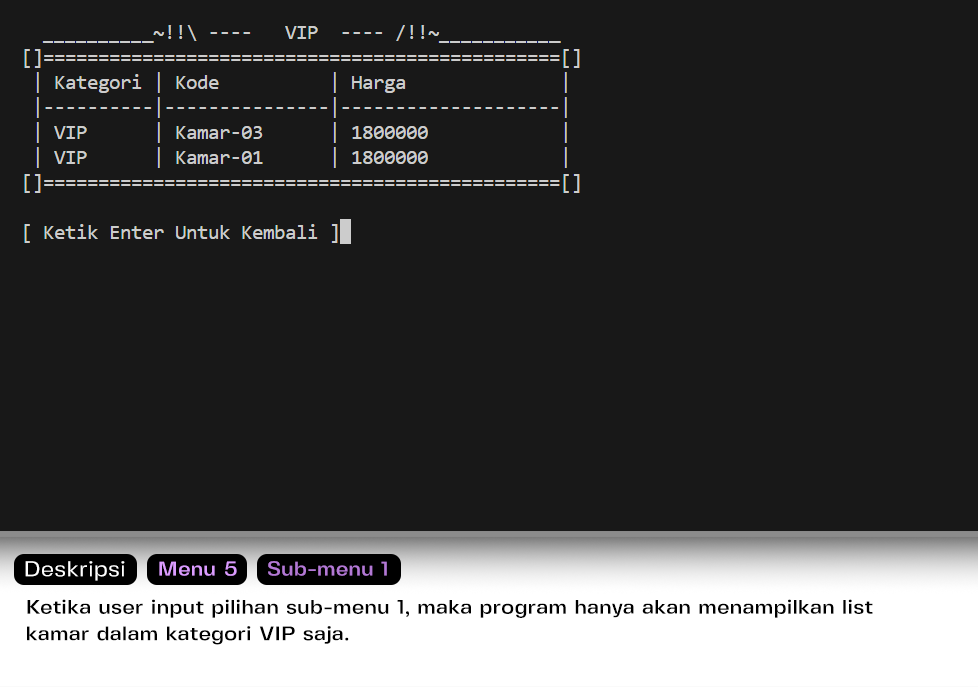 __________~!!\ ----   VIP  ---- /!!~___________
[]===============================================[]
| Kategori | Kode          | Harga              |
|----------|---------------|--------------------|
| VIP      | Kamar-03      | 1800000            |
| VIP      | Kamar-01      | 1800000            |
[]===============================================[]
[ Ketik Enter Untuk Kembali ]
Deskripsi Menu 5 Sub-menu 1
Ketika user input pilihan sub-menu 1, maka program hanya akan menampilkan list
kamar dalam kategori VIP saja.